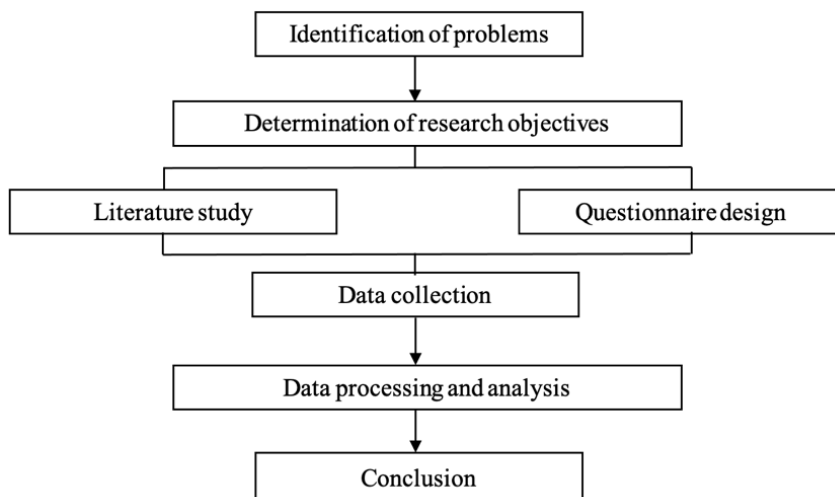 Identification of problems
Determination of research objectives
Literature study
Questionnaire design
Data collection
Data processing and analysis
Conclusion